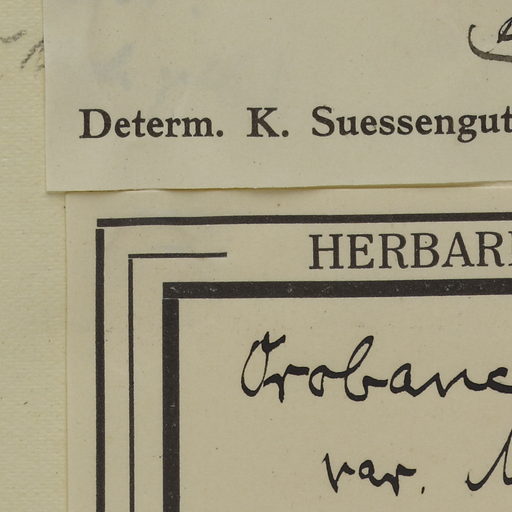 Determ. K. Suessengut
HERBAR
Orobanc
var.